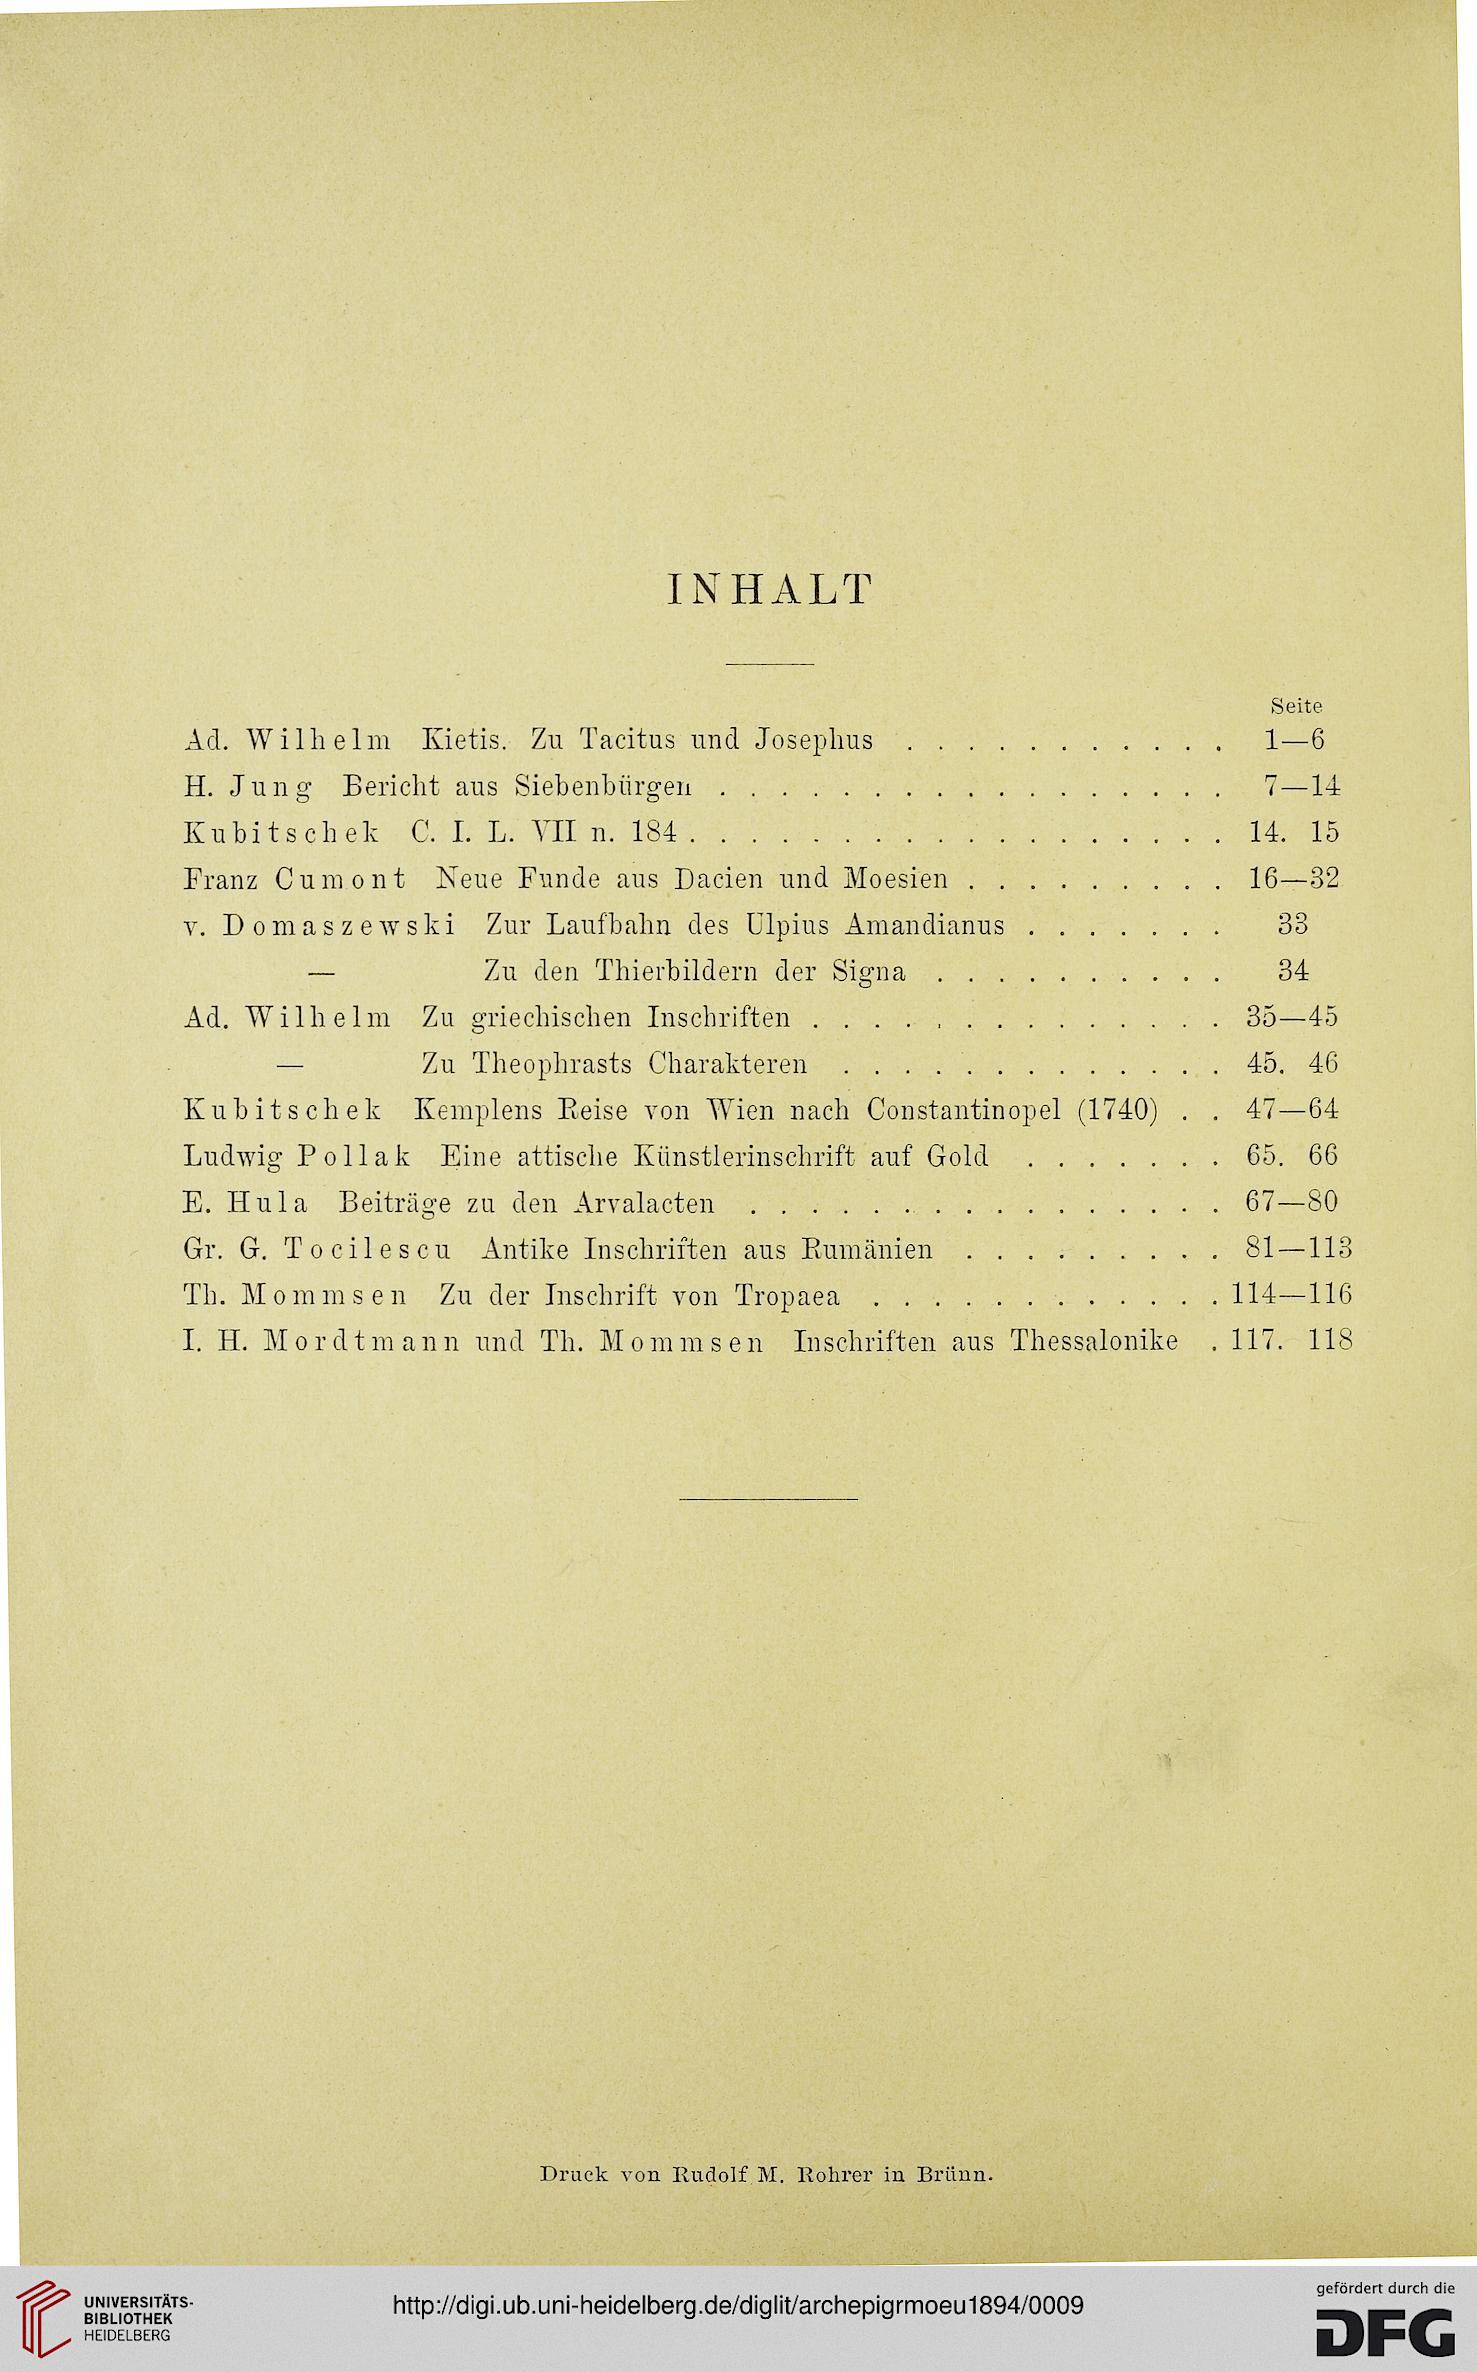 INHALT
Seite
Ad. Wilhelm Kietis. Zu Tacitus und Josephus . . . . . . . . . . . 1—6
H. Jung Bericht aus Siebenbürgen . . . . . . . . . . . . . . . . . 7—14
Kubitschek C. I. L. VII n. 184 . . . . . . . . . . . . . . . . . . 14. 15
Franz Cumont Neue Funde aus Dacien und Moesien . . . . . . . . . 16—32
v. Domaszewski Zur Laufbahn des Ulpius Amandianus . . . . . . . 33
— Zu den Thierbildern der Signa . . . . . . . . . . 34
Ad. Wilhelm Zu griechischen Inschriften . . . . . . . . . . . . . . 35—45
— Zu Theophrasts Charakteren . . . . . . . . . . . . . 45. 46
Kubitschek Kemplens Reise von Wien nach Constantinopel (1740) . . 47—64
Ludwig Pollak Eine attische Künstlerinschrift auf Gold . . . . . . . 65. 66
E. Hula Beiträge zu den Arvalacten . . . . . . . . . . . . . . . . 67—80
Gr. G. Tocilescu Antike Inschriften aus Rumänien . . . . . . . . . 81—113
Th. Mommsen Zu der Inschrift von Tropaea . . . . . . . . . . . . 114—116
I. H. Mordtmann und Th. Mommsen Inschriften aus Thessalonike . 117. 118
Druck von Rudolf M. Rohrer in Brünn.
UNIVERSITÄTS-
BIBLIOTHEK
HEIDELBERG
http://digi.ub.uni-heidelberg.de/diglit/archepigrmoeu1894/0009
gefördert durch die
DFG